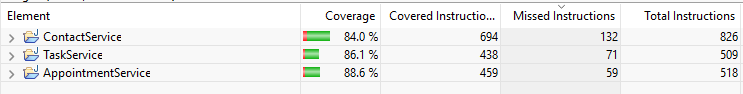 Element Coverage Covered Instructio... Missed Instructions Total Instructions
ContactService 84.0 % 694 132 826
TaskService 86.1 % 438 71 509
AppointmentService 88.6 % 459 59 518